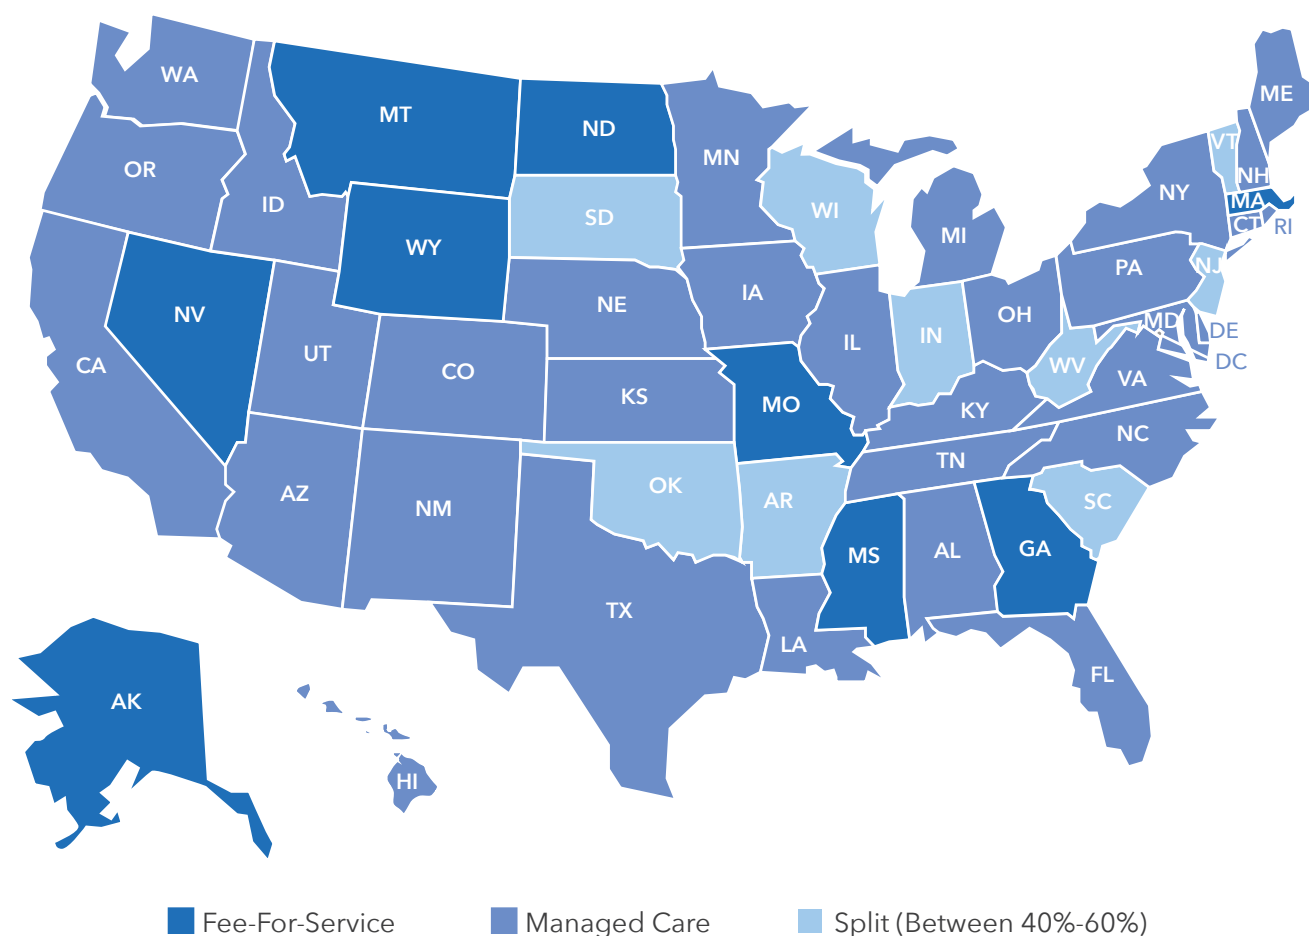 WA
MT
ND
ME
MN
VT
OR
NH
NY
ID
SD
WI
MA
CT
RI
MI
WY
PA
NJ
IA
NE
NV
OH
MD
DE
IL
IN
UT
DC
CA
WV
CO
VA
KS
MO
KY
NC
TN
OK
AZ
AR
SC
NM
GA
AL
MS
TX
LA
FL
AK
HI
Fee-For-Service
Managed Care
Split (Between 40%-60%)